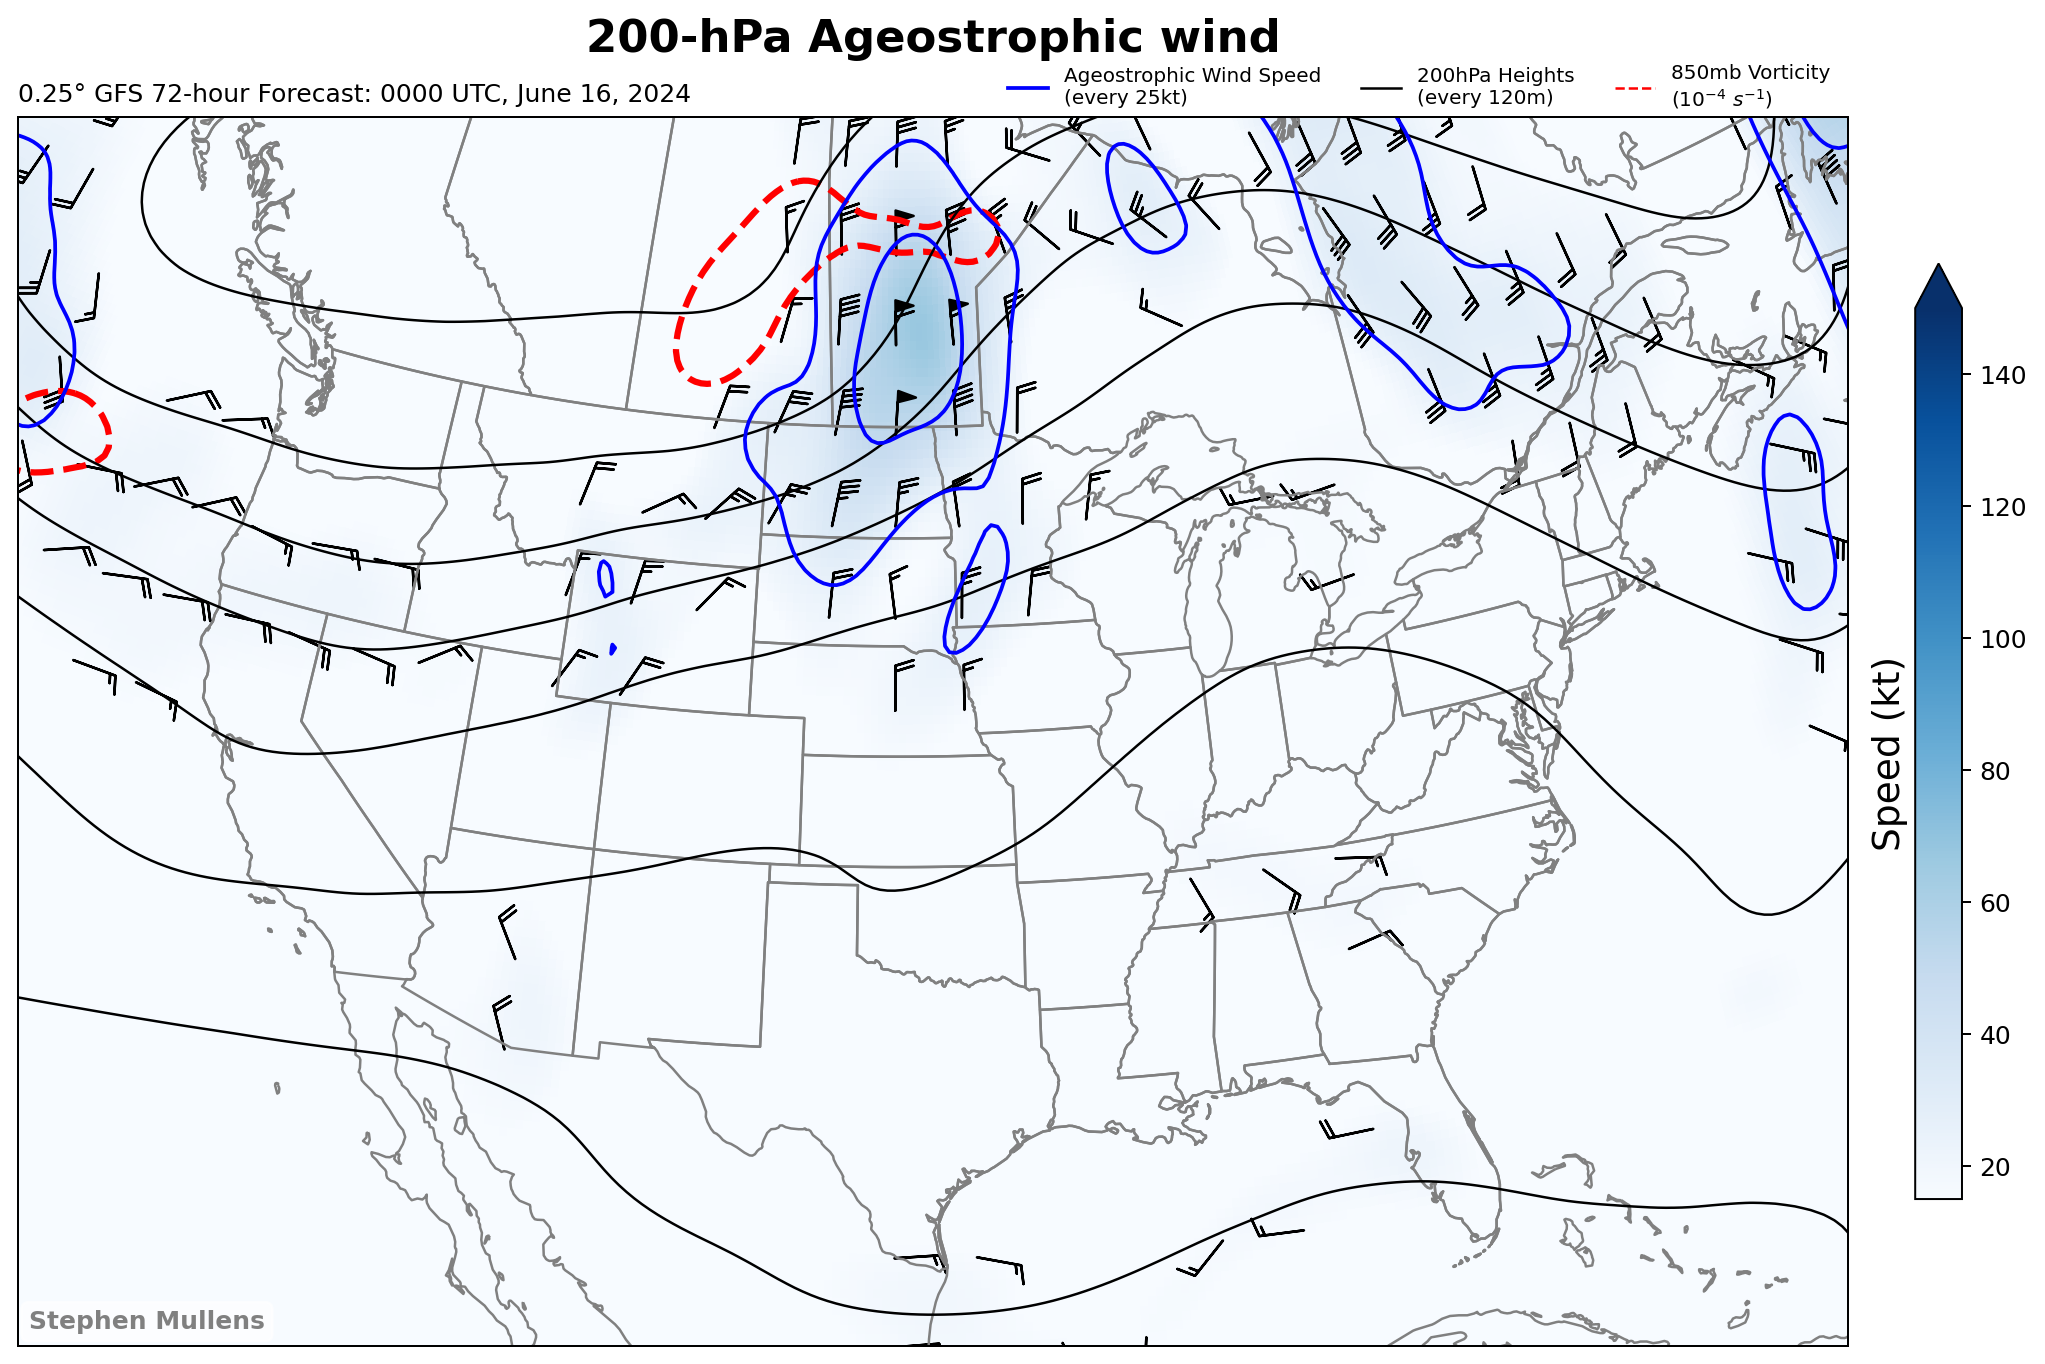 200-hPa Ageostrophic wind
0.25° GFS 72-hour Forecast: 0000 UTC, June 16, 2024
Ageostrophic Wind Speed
(every 25kt)
200hPa Heights
(every 120m)
850mb Vorticity
(10⁻⁴ s⁻¹)
140
120
100
80
60
40
20
Speed (kt)
Stephen Mullens